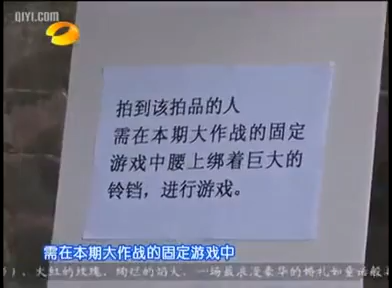 QIYI.COM
拍到该拍品的人
需在本期大作战的固定
游戏中腰上绑着巨大的
铃铛，进行游戏。
需在本期大作战的固定游戏中
），火红的玫瑰，绚烂的焰火，一场最浪漫豪华的婚礼如童话般